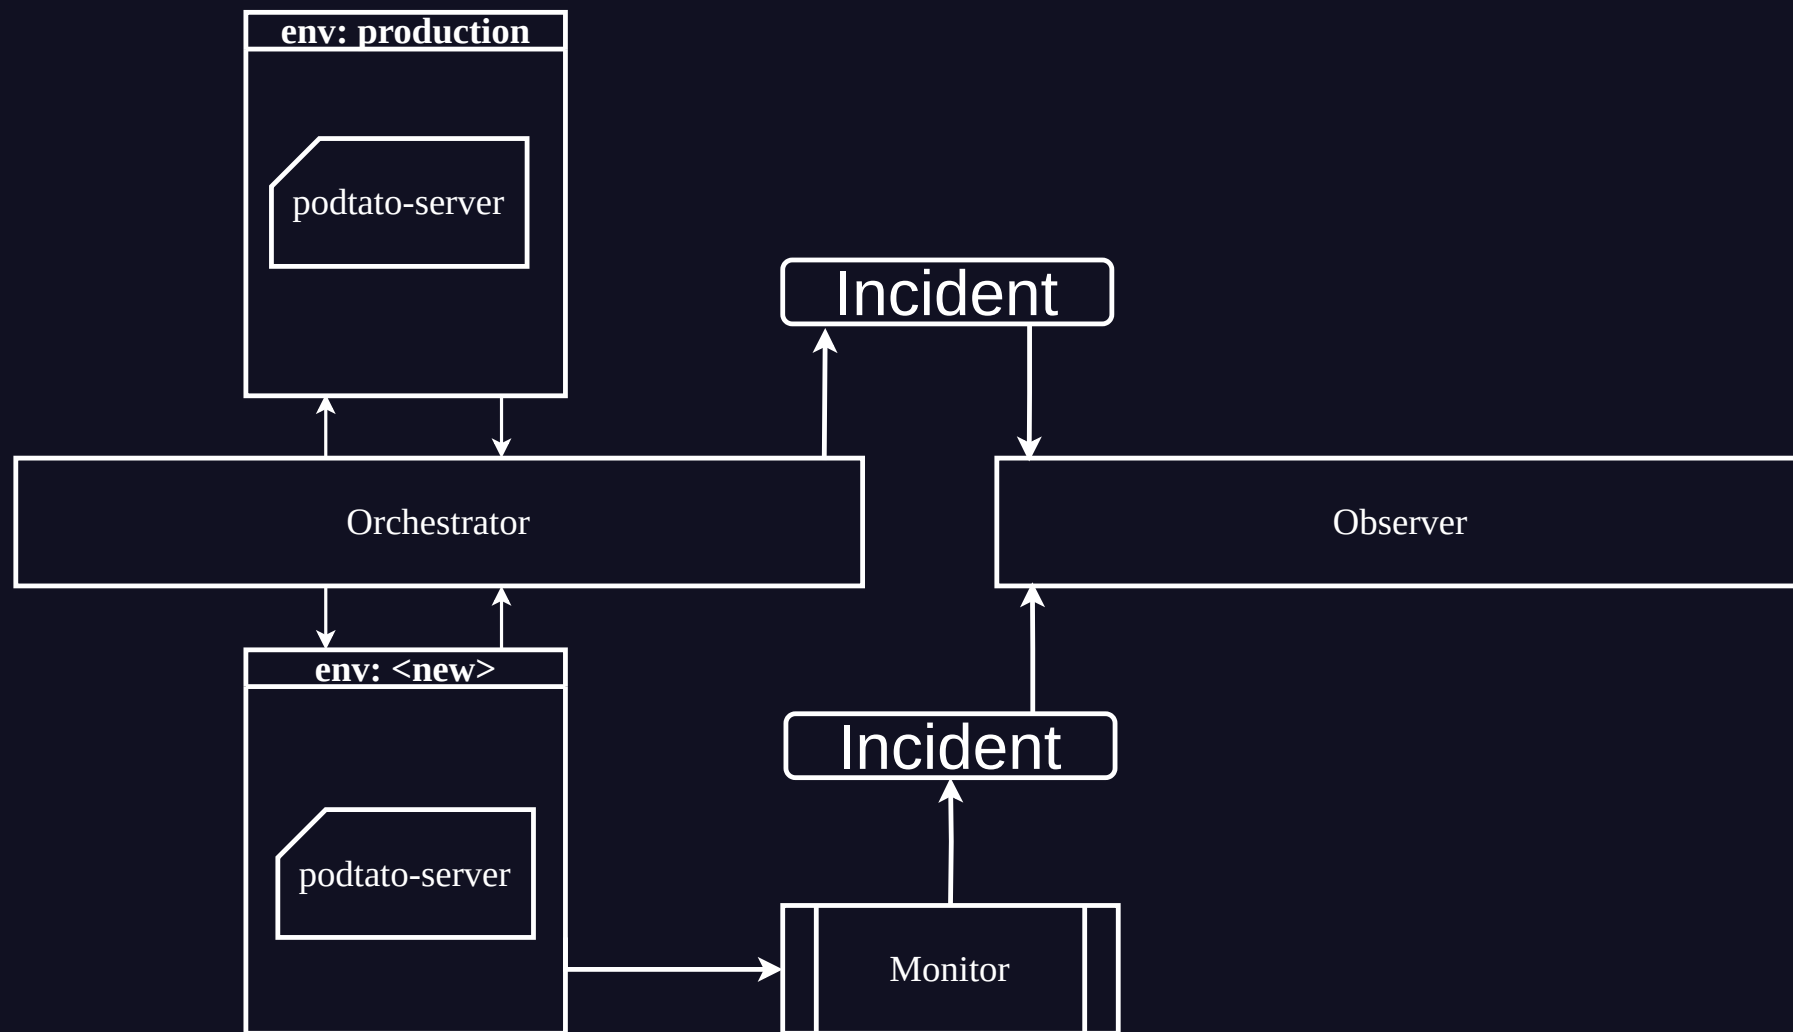 env: production
podtato-server
Incident
Orchestrator
Observer
env: <new>
Incident
podtato-server
Monitor